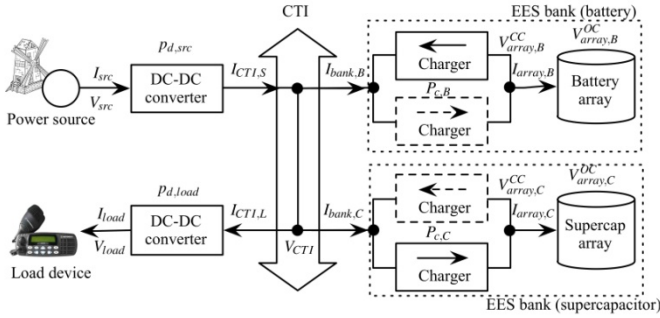 CTI
EES bank (battery)
p_{d,src}
V^{CC}_{array,B}
V^{OC}_{array,B}
I_{src}
I_{CTI,S}
I_{bank,B}
Charger
I_{array,B}
DC-DC
converter
V_{src}
P_{c,B}
Battery
array
Power source
Charger
p_{d,load}
V^{CC}_{array,C}
V^{OC}_{array,C}
Charger
I_{load}
I_{CTI,L}
I_{bank,C}
I_{array,C}
DC-DC
converter
V_{load}
V_{CTI}
P_{c,C}
Supercap
array
Load device
Charger
EES bank (supercapacitor)